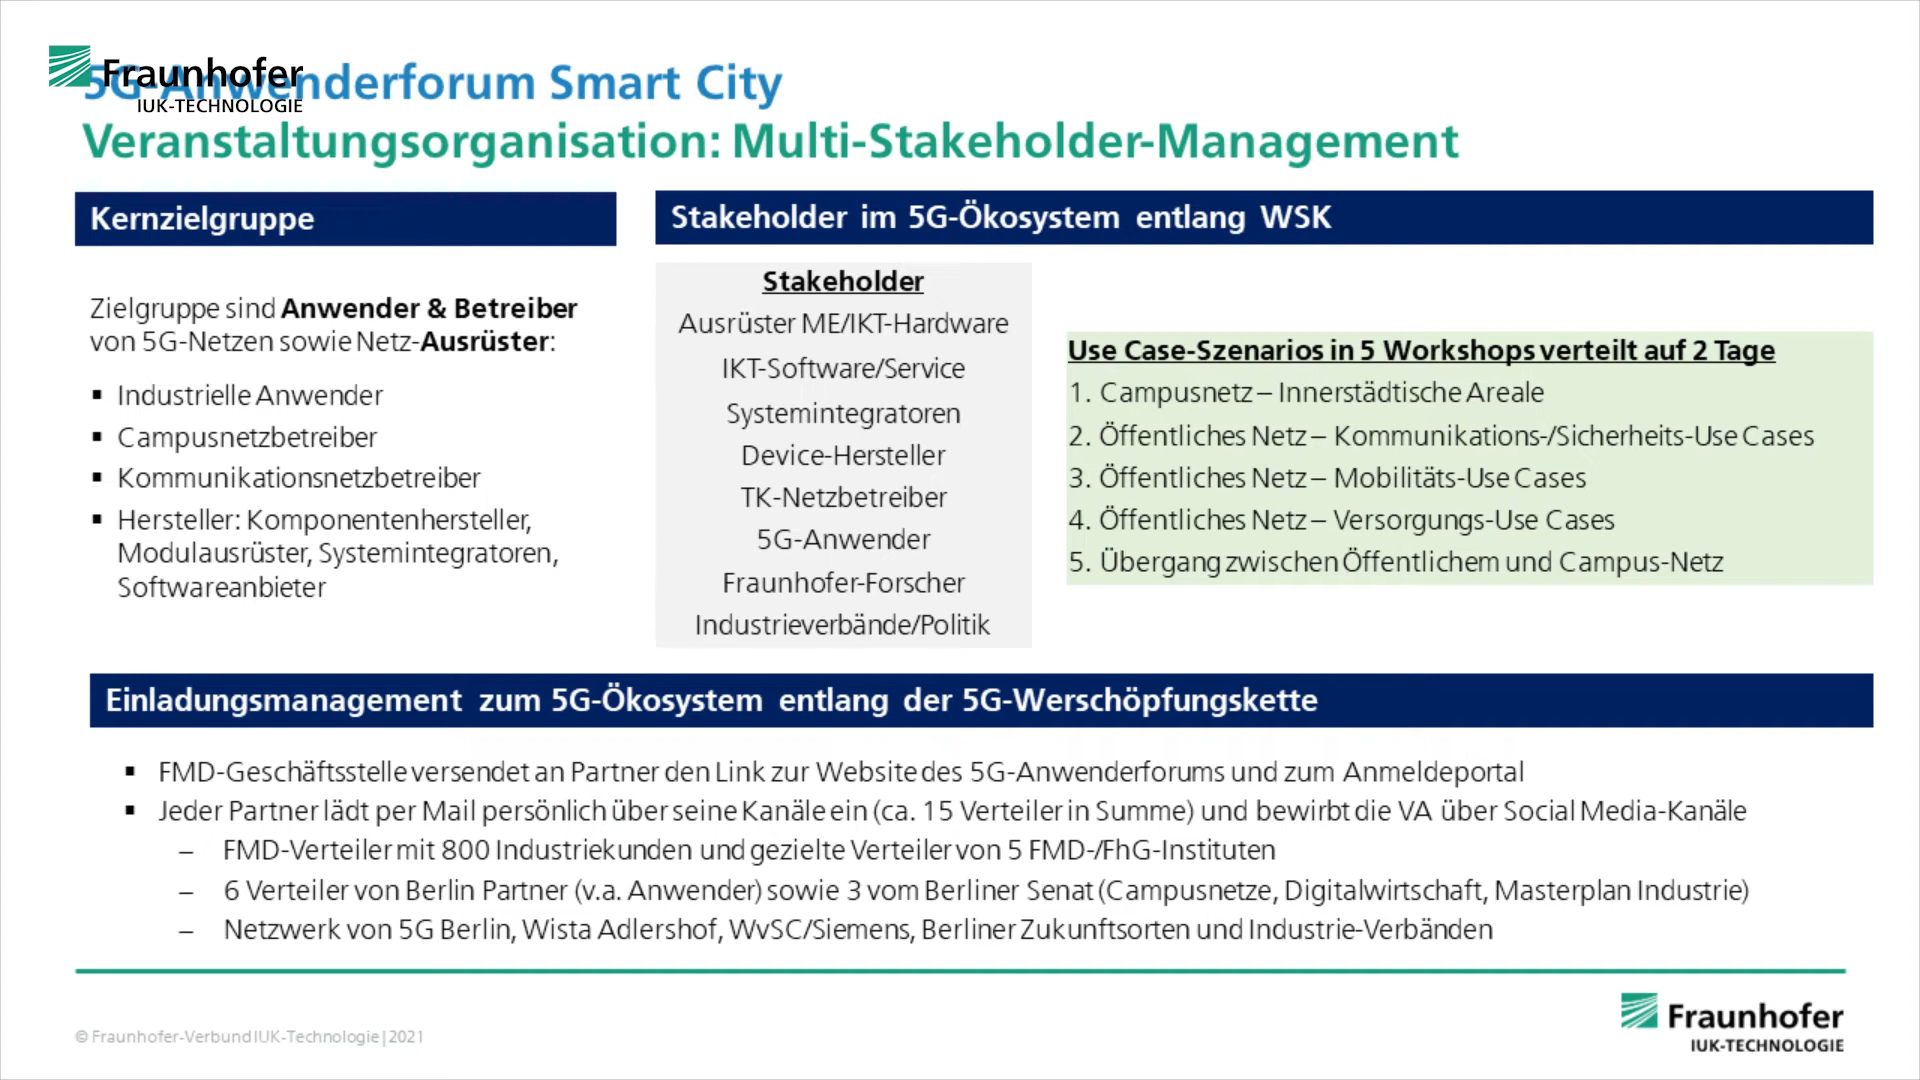 Fraunhofer
IUK-TECHNOLOGIE
5G-Anwenderforum Smart City
Veranstaltungsorganisation: Multi-Stakeholder-Management
Kernzielgruppe
Zielgruppe sind Anwender & Betreiber
von 5G-Netzen sowie Netz-Ausrüster:
▪ Industrielle Anwender
▪ Campusnetzbetreiber
▪ Kommunikationsnetzbetreiber
▪ Hersteller: Komponentenhersteller,
Modulausrüster, Systemintegratoren,
Softwareanbieter
Stakeholder im 5G-Ökosystem entlang WSK
Stakeholder
Ausrüster ME/IKT-Hardware
IKT-Software/Service
Systemintegratoren
Device-Hersteller
TK-Netzbetreiber
5G-Anwender
Fraunhofer-Forscher
Industrieverbände/Politik
Use Case-Szenarios in 5 Workshops verteilt auf 2 Tage
1. Campusnetz – Innerstädtische Areale
2. Öffentliches Netz – Kommunikations-/Sicherheits-Use Cases
3. Öffentliches Netz – Mobilitäts-Use Cases
4. Öffentliches Netz – Versorgungs-Use Cases
5. Übergang zwischen Öffentlichem und Campus-Netz
Einladungsmanagement zum 5G-Ökosystem entlang der 5G-Werschöpfungskette
▪ FMD-Geschäftsstelle versendet an Partner den Link zur Website des 5G-Anwenderforums und zum Anmeldeportal
▪ Jeder Partner lädt per Mail persönlich über seine Kanäle ein (ca. 15 Verteiler in Summe) und bewirbt die VA über Social Media-Kanäle
– FMD-Verteiler mit 800 Industriekunden und gezielte Verteiler von 5 FMD-/FhG-Instituten
– 6 Verteiler von Berlin Partner (v.a. Anwender) sowie 3 vom Berliner Senat (Campusnetze, Digitalwirtschaft, Masterplan Industrie)
– Netzwerk von 5G Berlin, Wista Adlershof, WvSC/Siemens, Berliner Zukunftsorten und Industrie-Verbänden
© Fraunhofer-Verbund IUK-Technologie | 2021
Fraunhofer
IUK-TECHNOLOGIE